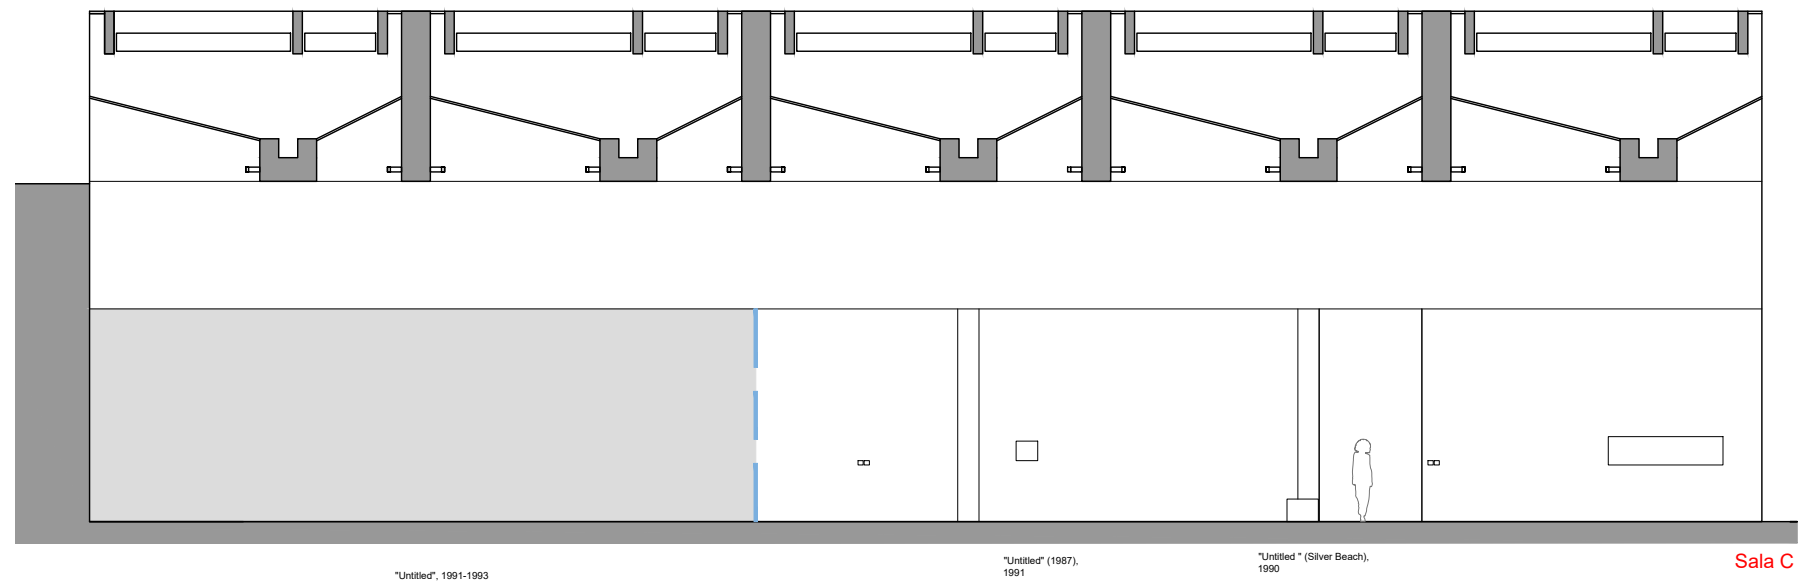 "Untitled", 1991-1993
"Untitled" (1987),
1991
"Untitled " (Silver Beach),
1990
Sala C